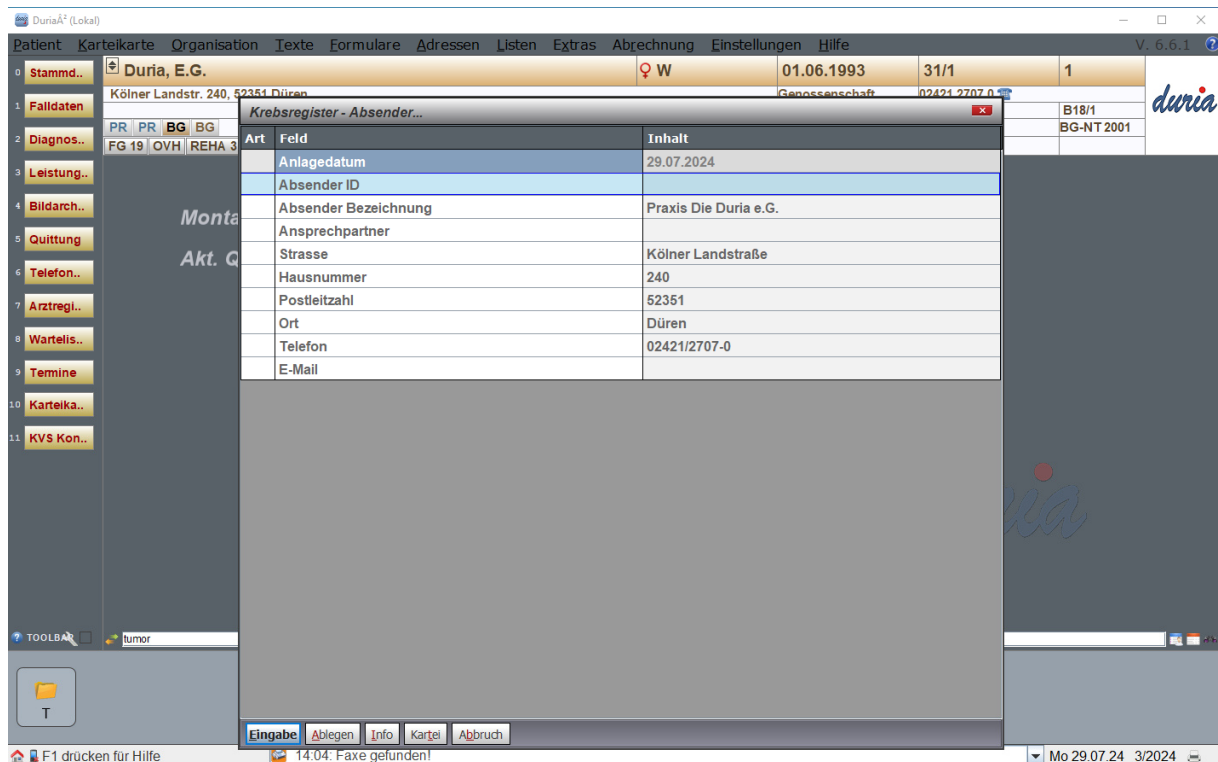 DuriaÂ² (Lokal)
Patient Karteikarte Organisation Texte Formulare Adressen Listen Extras Abrechnung Einstellungen Hilfe V. 6.6.1 ?
0 Stammd.. Duria, E.G. ♀ W 01.06.1993 31/1 1
Kölner Landstr. 240, 52351 Düren Genossenschaft 02421 2707 0
duria
1 Falldaten B18/1
PR PR BG BG BG-NT 2001
2 Diagnos.. FG 19 OVH REHA 3
Krebsregister - Absender...
Art Feld Inhalt
Anlagedatum 29.07.2024
Absender ID
Absender Bezeichnung Praxis Die Duria e.G.
Ansprechpartner
Strasse Kölner Landstraße
Hausnummer 240
Postleitzahl 52351
Ort Düren
Telefon 02421/2707-0
E-Mail
3 Leistung..
4 Bildarch..
Monta
5 Quittung
Akt. Q
6 Telefon..
7 Arztregi..
8 Wartelis..
9 Termine
10 Karteika..
11 KVS Kon..
? TOOLBAR tumor
T
Eingabe Ablegen Info Kartei Abbruch
F1 drücken für Hilfe 14:04: Faxe gefunden! Mo 29.07.24 3/2024